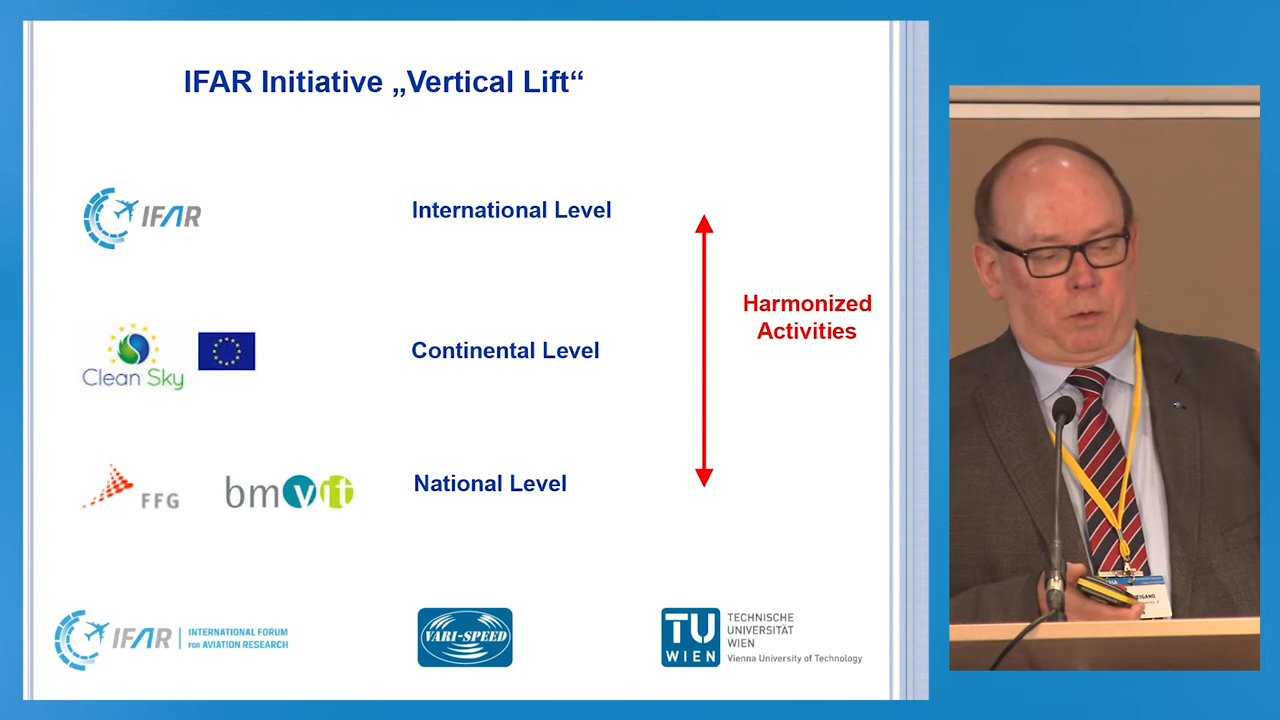 IFAR Initiative „Vertical Lift“
IFAR
International Level
Harmonized
Activities
Clean Sky
Continental Level
FFG
bmvit
National Level
IFAR
INTERNATIONAL FORUM
FOR AVIATION RESEARCH
VARI-SPEED
TU
WIEN
TECHNISCHE
UNIVERSITÄT
WIEN
Vienna University of Technology